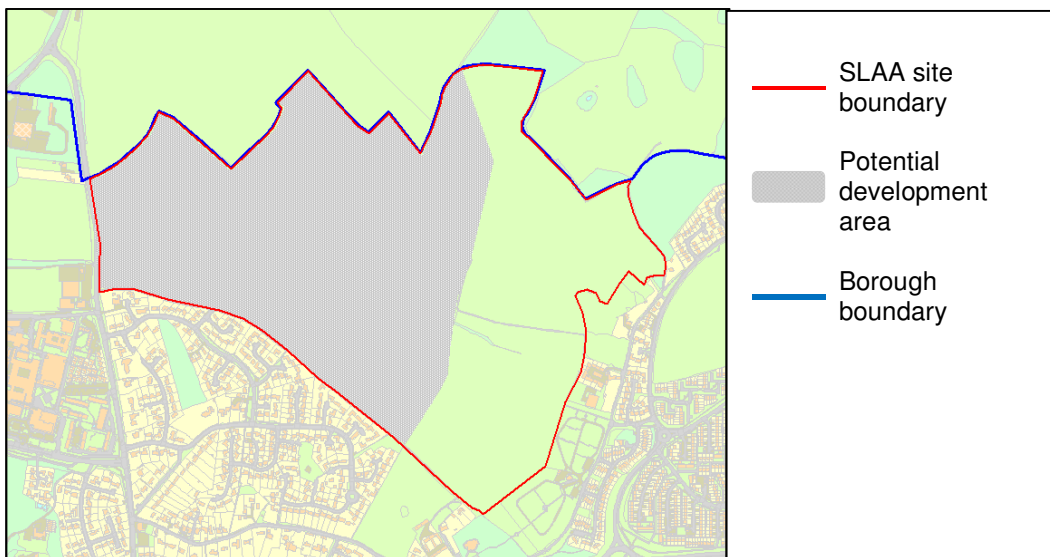 SLAA site
boundary
Potential
development
area
Borough
boundary